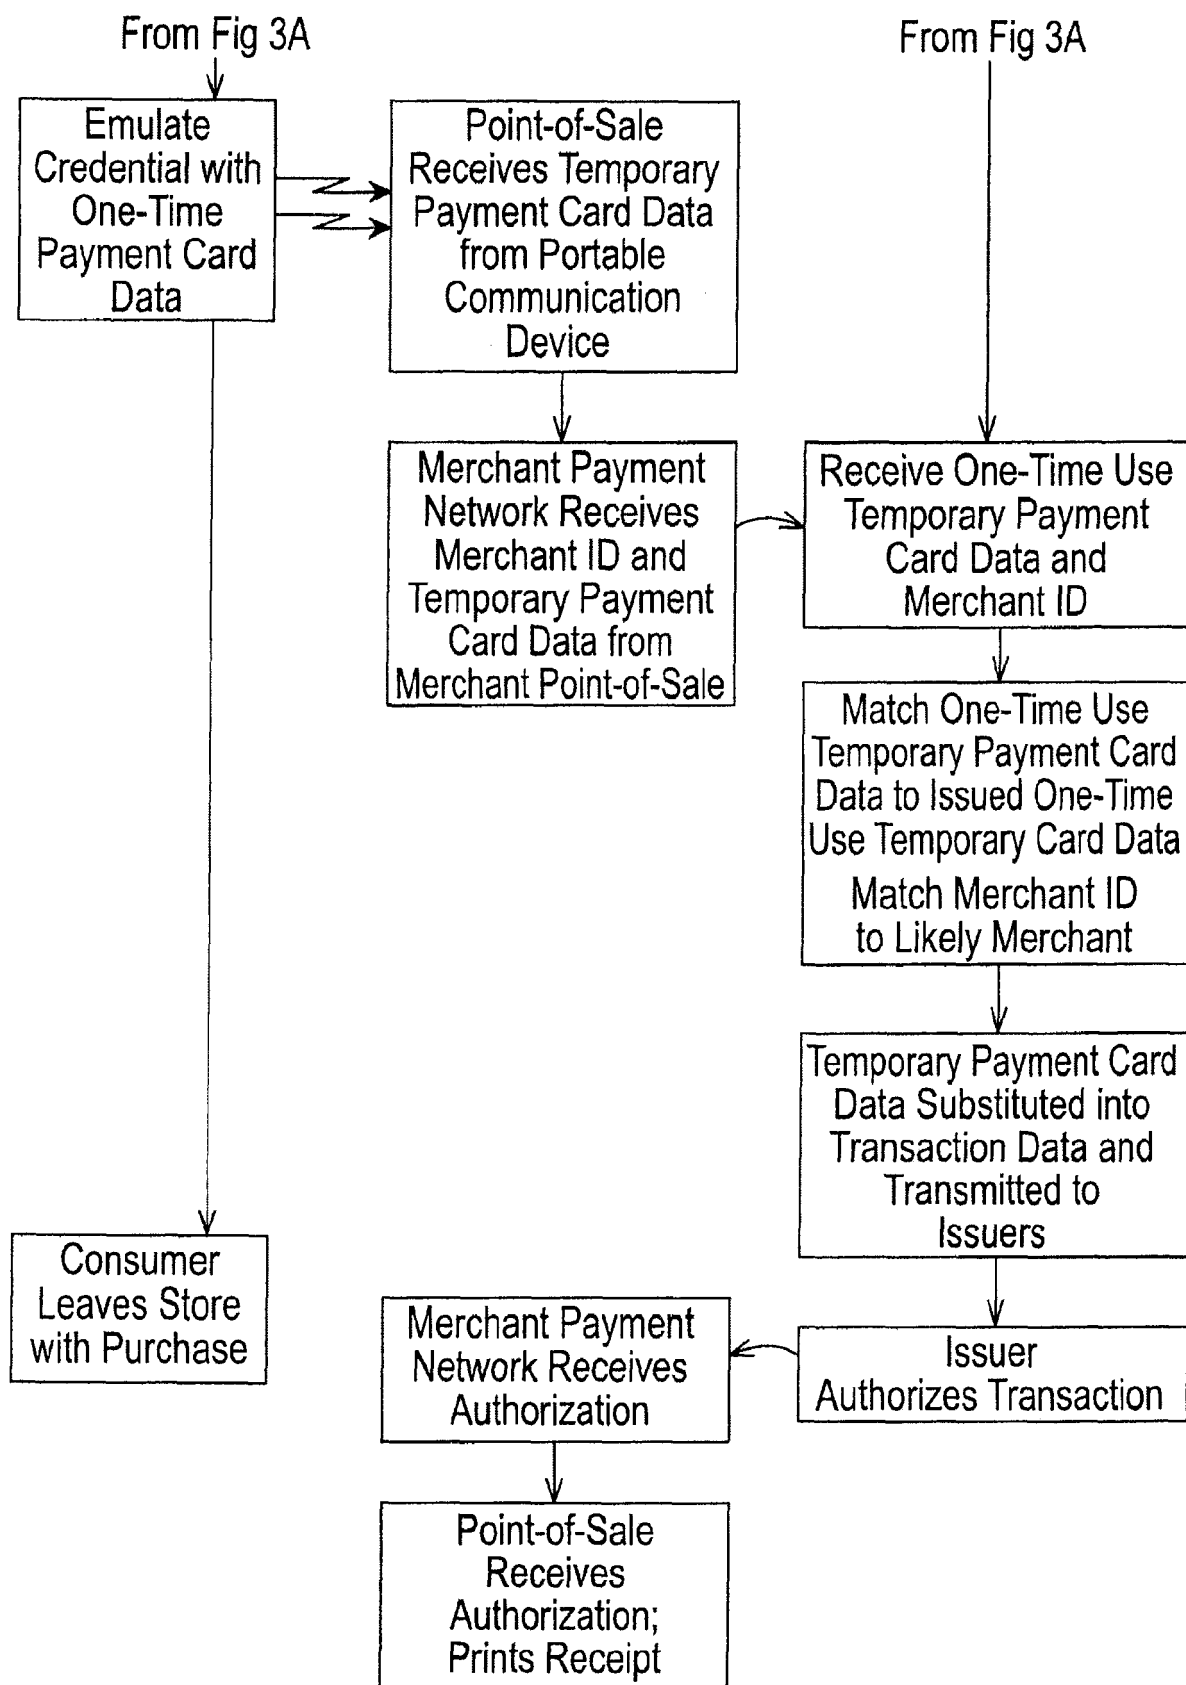 From Fig 3A
From Fig 3A
Emulate
Credential with
One-Time
Payment Card
Data
Point-of-Sale
Receives Temporary
Payment Card Data
from Portable
Communication
Device
Merchant Payment
Network Receives
Merchant ID and
Temporary Payment
Card Data from
Merchant Point-of-Sale
Receive One-Time Use
Temporary Payment
Card Data and
Merchant ID
Match One-Time Use
Temporary Payment Card
Data to Issued One-Time
Use Temporary Card Data
Match Merchant ID
to Likely Merchant
Temporary Payment Card
Data Substituted into
Transaction Data and
Transmitted to
Issuers
Consumer
Leaves Store
with Purchase
Issuer
Authorizes Transaction
Merchant Payment
Network Receives
Authorization
Point-of-Sale
Receives
Authorization;
Prints Receipt